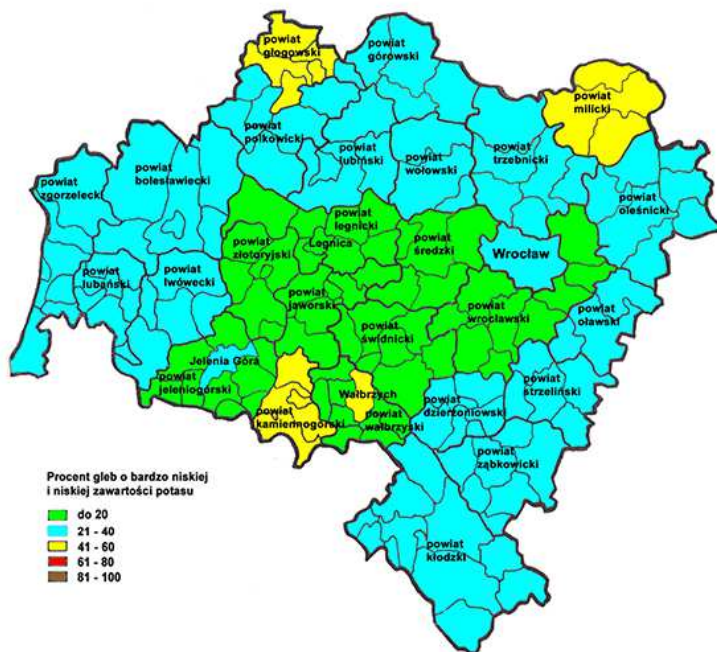 powiat
głogowski
powiat
górowski
powiat
milicki
powiat
polkowicki
powiat
lubiński
powiat
wołowski
powiat
trzebnicki
powiat
bolesławiecki
powiat
zgorzelecki
powiat
oleśnicki
powiat
legnicki
Legnica
powiat
złotoryjski
powiat
średzki
Wrocław
powiat
lubański
powiat
lwówecki
powiat
jaworski
powiat
wrocławski
powiat
oławski
powiat
świdnicki
Jelenia Góra
powiat
jeleniogórski
powiat
kamiennogórski
Wałbrzych
powiat
wałbrzyski
powiat
dzierżoniowski
powiat
strzeliński
powiat
ząbkowicki
powiat
kłodzki
Procent gleb o bardzo niskiej
i niskiej zawartości potasu
do 20
21 - 40
41 - 60
61 - 80
81 - 100